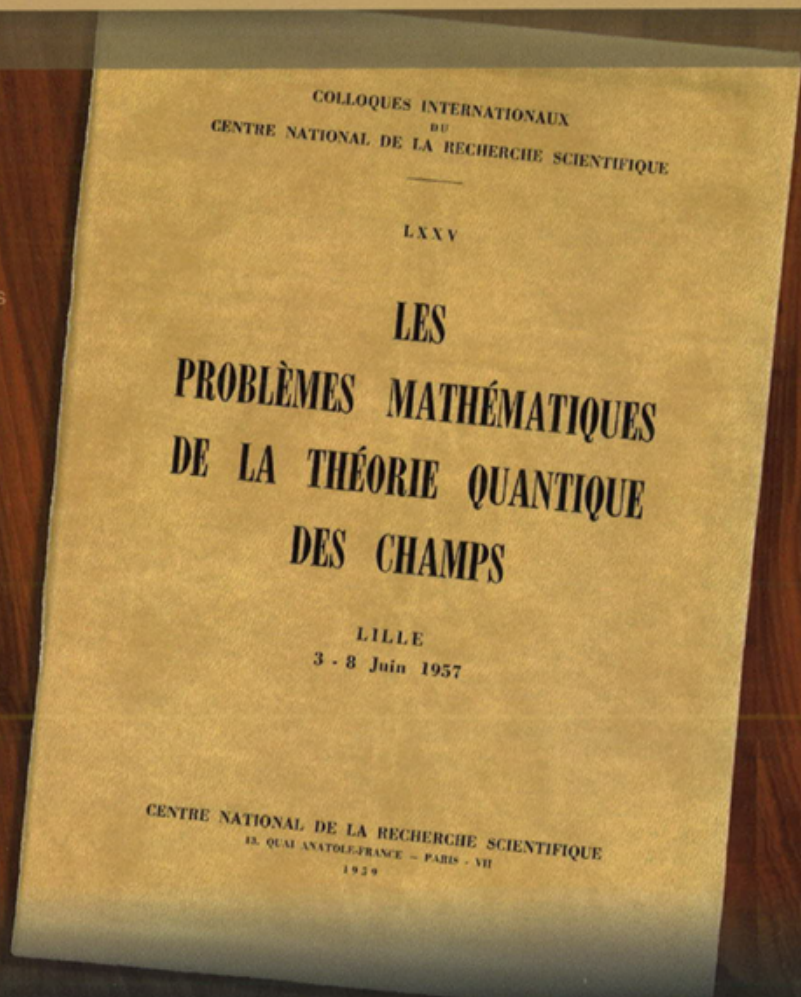 COLLOQUES INTERNATIONAUX
DU
CENTRE NATIONAL DE LA RECHERCHE SCIENTIFIQUE
LXXV
LES
PROBLÈMES MATHÉMATIQUES
DE LA THÉORIE QUANTIQUE
DES CHAMPS
LILLE
3 - 8 Juin 1957
CENTRE NATIONAL DE LA RECHERCHE SCIENTIFIQUE
13, QUAI ANATOLE-FRANCE — PARIS - VII
1959